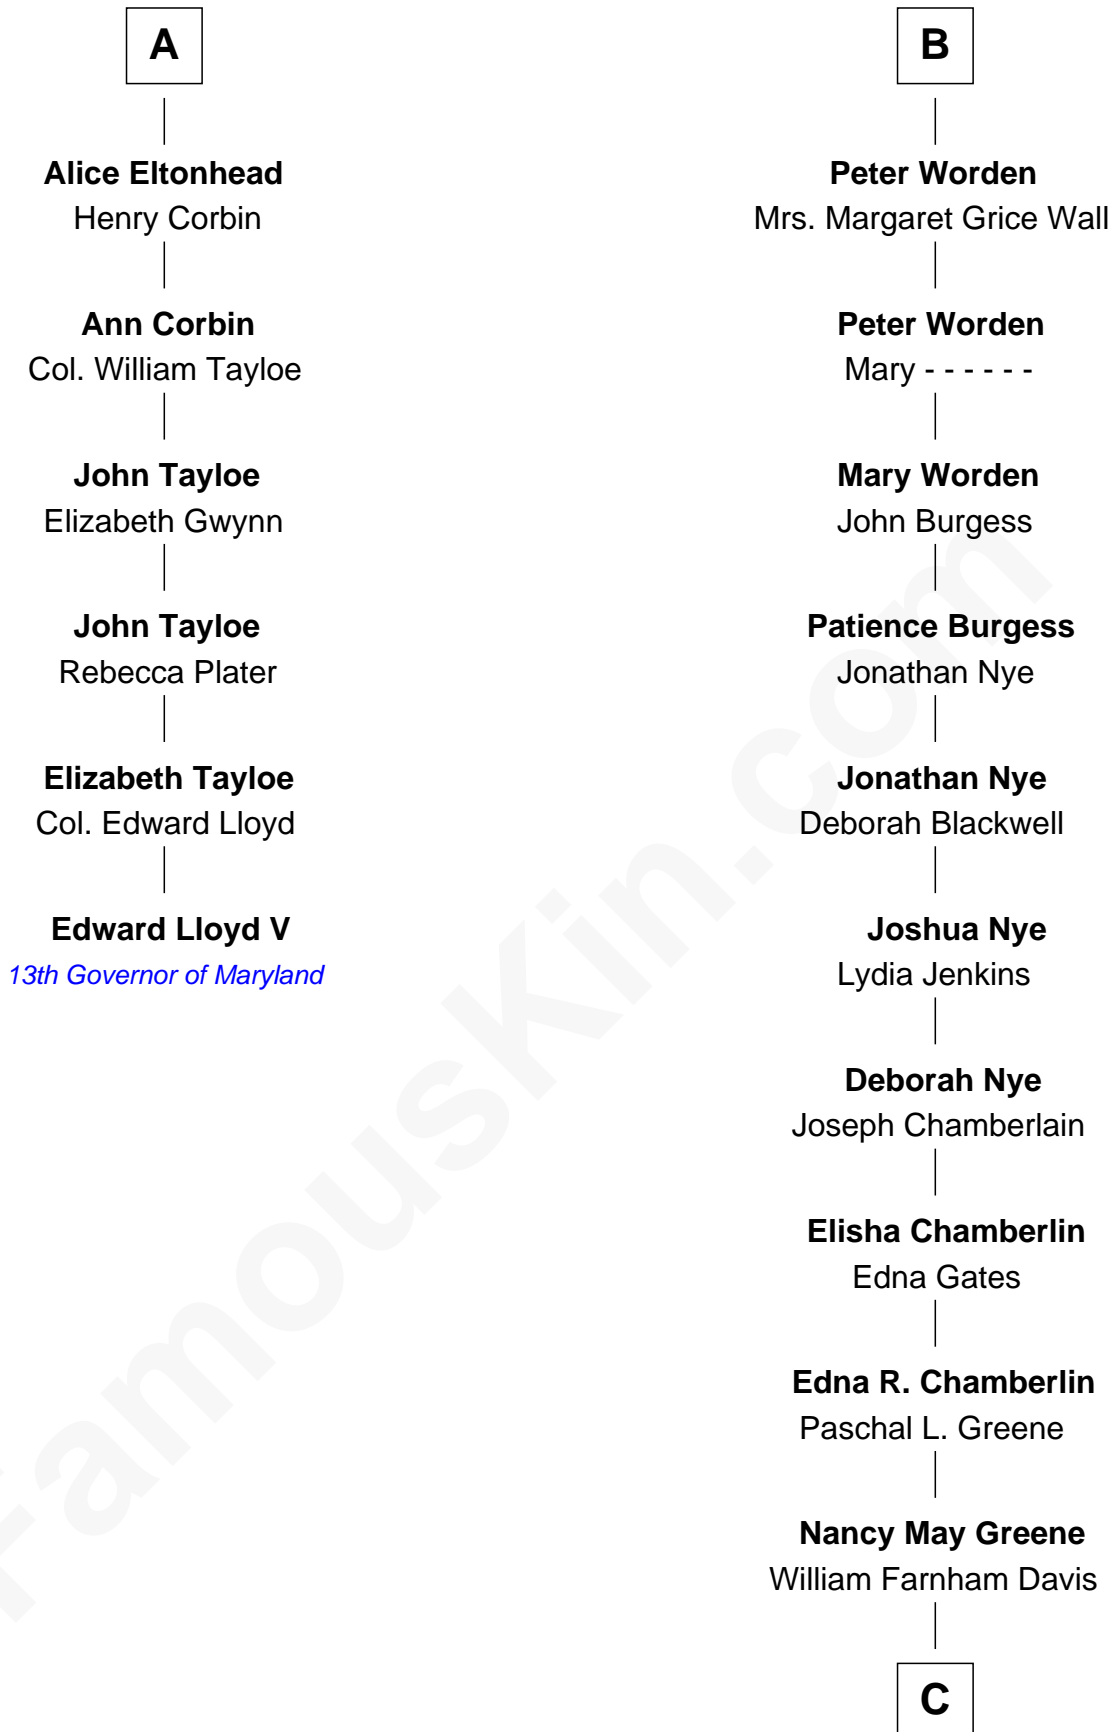 A
Alice Eltonhead
Henry Corbin
Ann Corbin
Col. William Tayloe
John Tayloe
Elizabeth Gwynn
John Tayloe
Rebecca Plater
Elizabeth Tayloe
Col. Edward Lloyd
Edward Lloyd V
13th Governor of Maryland
B
Peter Worden
Mrs. Margaret Grice Wall
Peter Worden
Mary - - - - - -
Mary Worden
John Burgess
Patience Burgess
Jonathan Nye
Jonathan Nye
Deborah Blackwell
Joshua Nye
Lydia Jenkins
Deborah Nye
Joseph Chamberlain
Elisha Chamberlin
Edna Gates
Edna R. Chamberlin
Paschal L. Greene
Nancy May Greene
William Farnham Davis
C
FamousKin.com